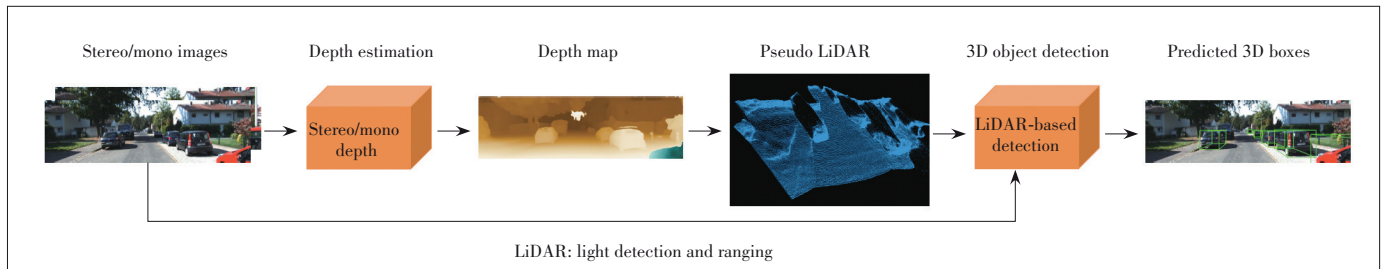 Stereo/mono images
Depth estimation
Depth map
Pseudo LiDAR
3D object detection
Predicted 3D boxes
Stereo/mono
depth
LiDAR-based
detection
LiDAR: light detection and ranging